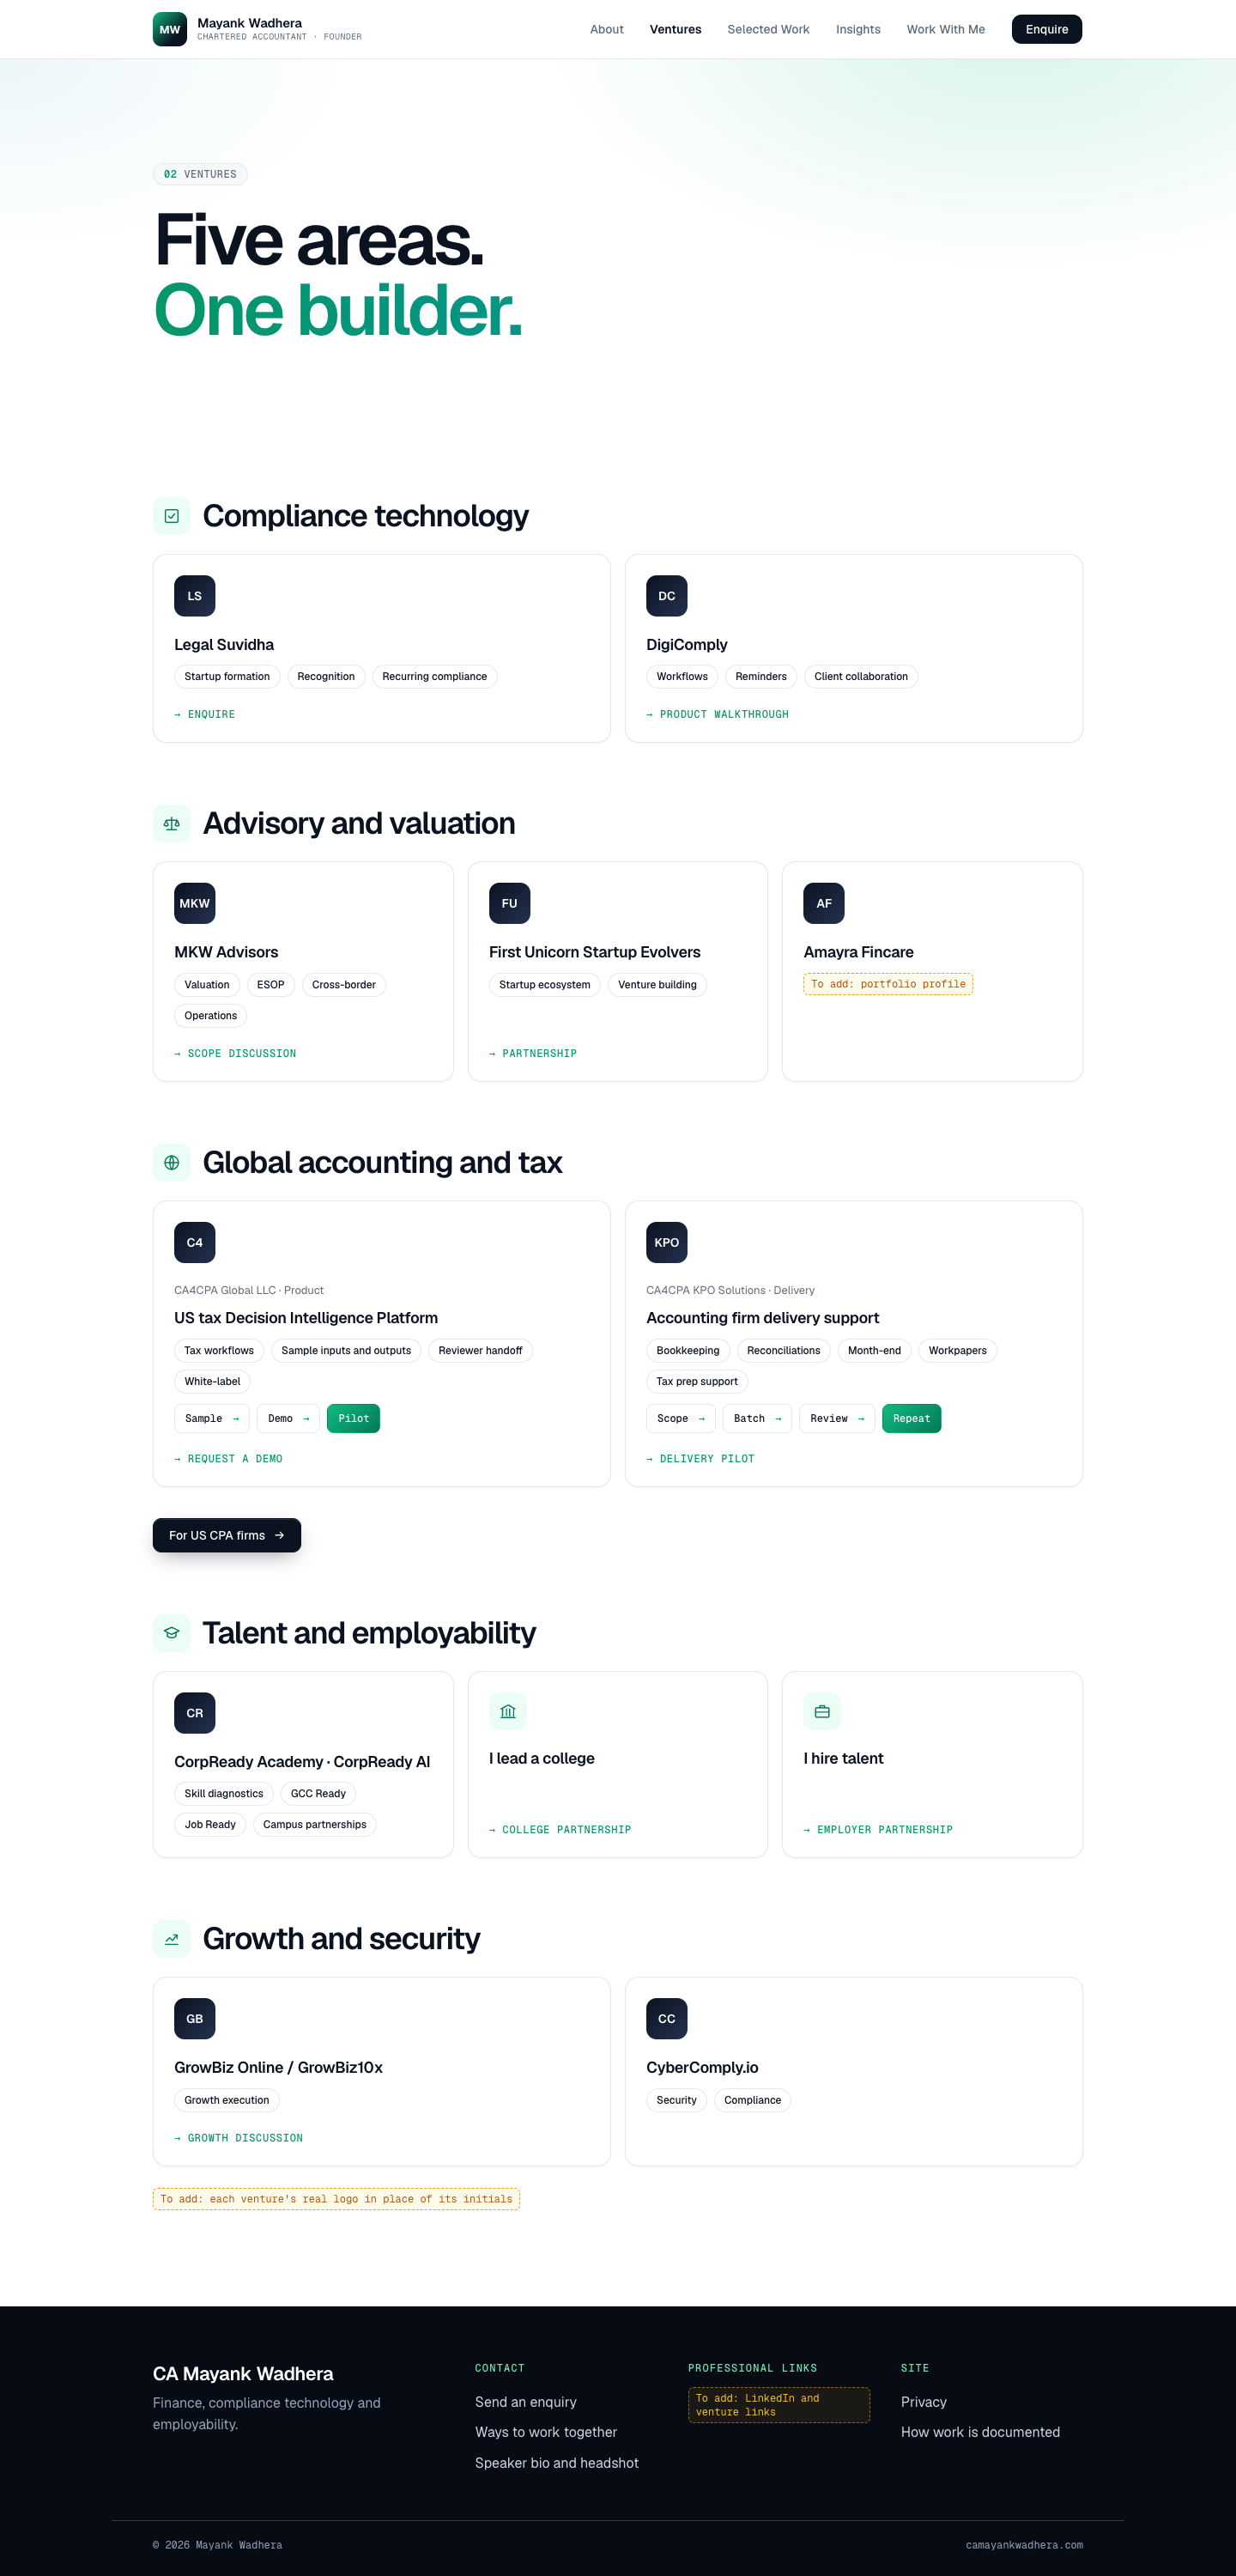 MW
Mayank Wadhera
CHARTERED ACCOUNTANT · FOUNDER
About
Ventures
Selected Work
Insights
Work With Me
Enquire
02 VENTURES
Five areas.
One builder.
Compliance technology
LS
Legal Suvidha
Startup formation
Recognition
Recurring compliance
→ ENQUIRE
DC
DigiComply
Workflows
Reminders
Client collaboration
→ PRODUCT WALKTHROUGH
Advisory and valuation
MKW
MKW Advisors
Valuation
ESOP
Cross-border
Operations
→ SCOPE DISCUSSION
FU
First Unicorn Startup Evolvers
Startup ecosystem
Venture building
→ PARTNERSHIP
AF
Amayra Fincare
To add: portfolio profile
Global accounting and tax
C4
CA4CPA Global LLC · Product
US tax Decision Intelligence Platform
Tax workflows
Sample inputs and outputs
Reviewer handoff
White-label
Sample →
Demo →
Pilot
→ REQUEST A DEMO
KPO
CA4CPA KPO Solutions · Delivery
Accounting firm delivery support
Bookkeeping
Reconciliations
Month-end
Workpapers
Tax prep support
Scope →
Batch →
Review →
Repeat
→ DELIVERY PILOT
For US CPA firms →
Talent and employability
CR
CorpReady Academy · CorpReady AI
Skill diagnostics
GCC Ready
Job Ready
Campus partnerships
I lead a college
→ COLLEGE PARTNERSHIP
I hire talent
→ EMPLOYER PARTNERSHIP
Growth and security
GB
GrowBiz Online / GrowBiz10x
Growth execution
→ GROWTH DISCUSSION
CC
CyberComply.io
Security
Compliance
To add: each venture's real logo in place of its initials
CA Mayank Wadhera
Finance, compliance technology and
employability.
CONTACT
Send an enquiry
Ways to work together
Speaker bio and headshot
PROFESSIONAL LINKS
To add: LinkedIn and
venture links
SITE
Privacy
How work is documented
© 2026 Mayank Wadhera
camayankwadhera.com